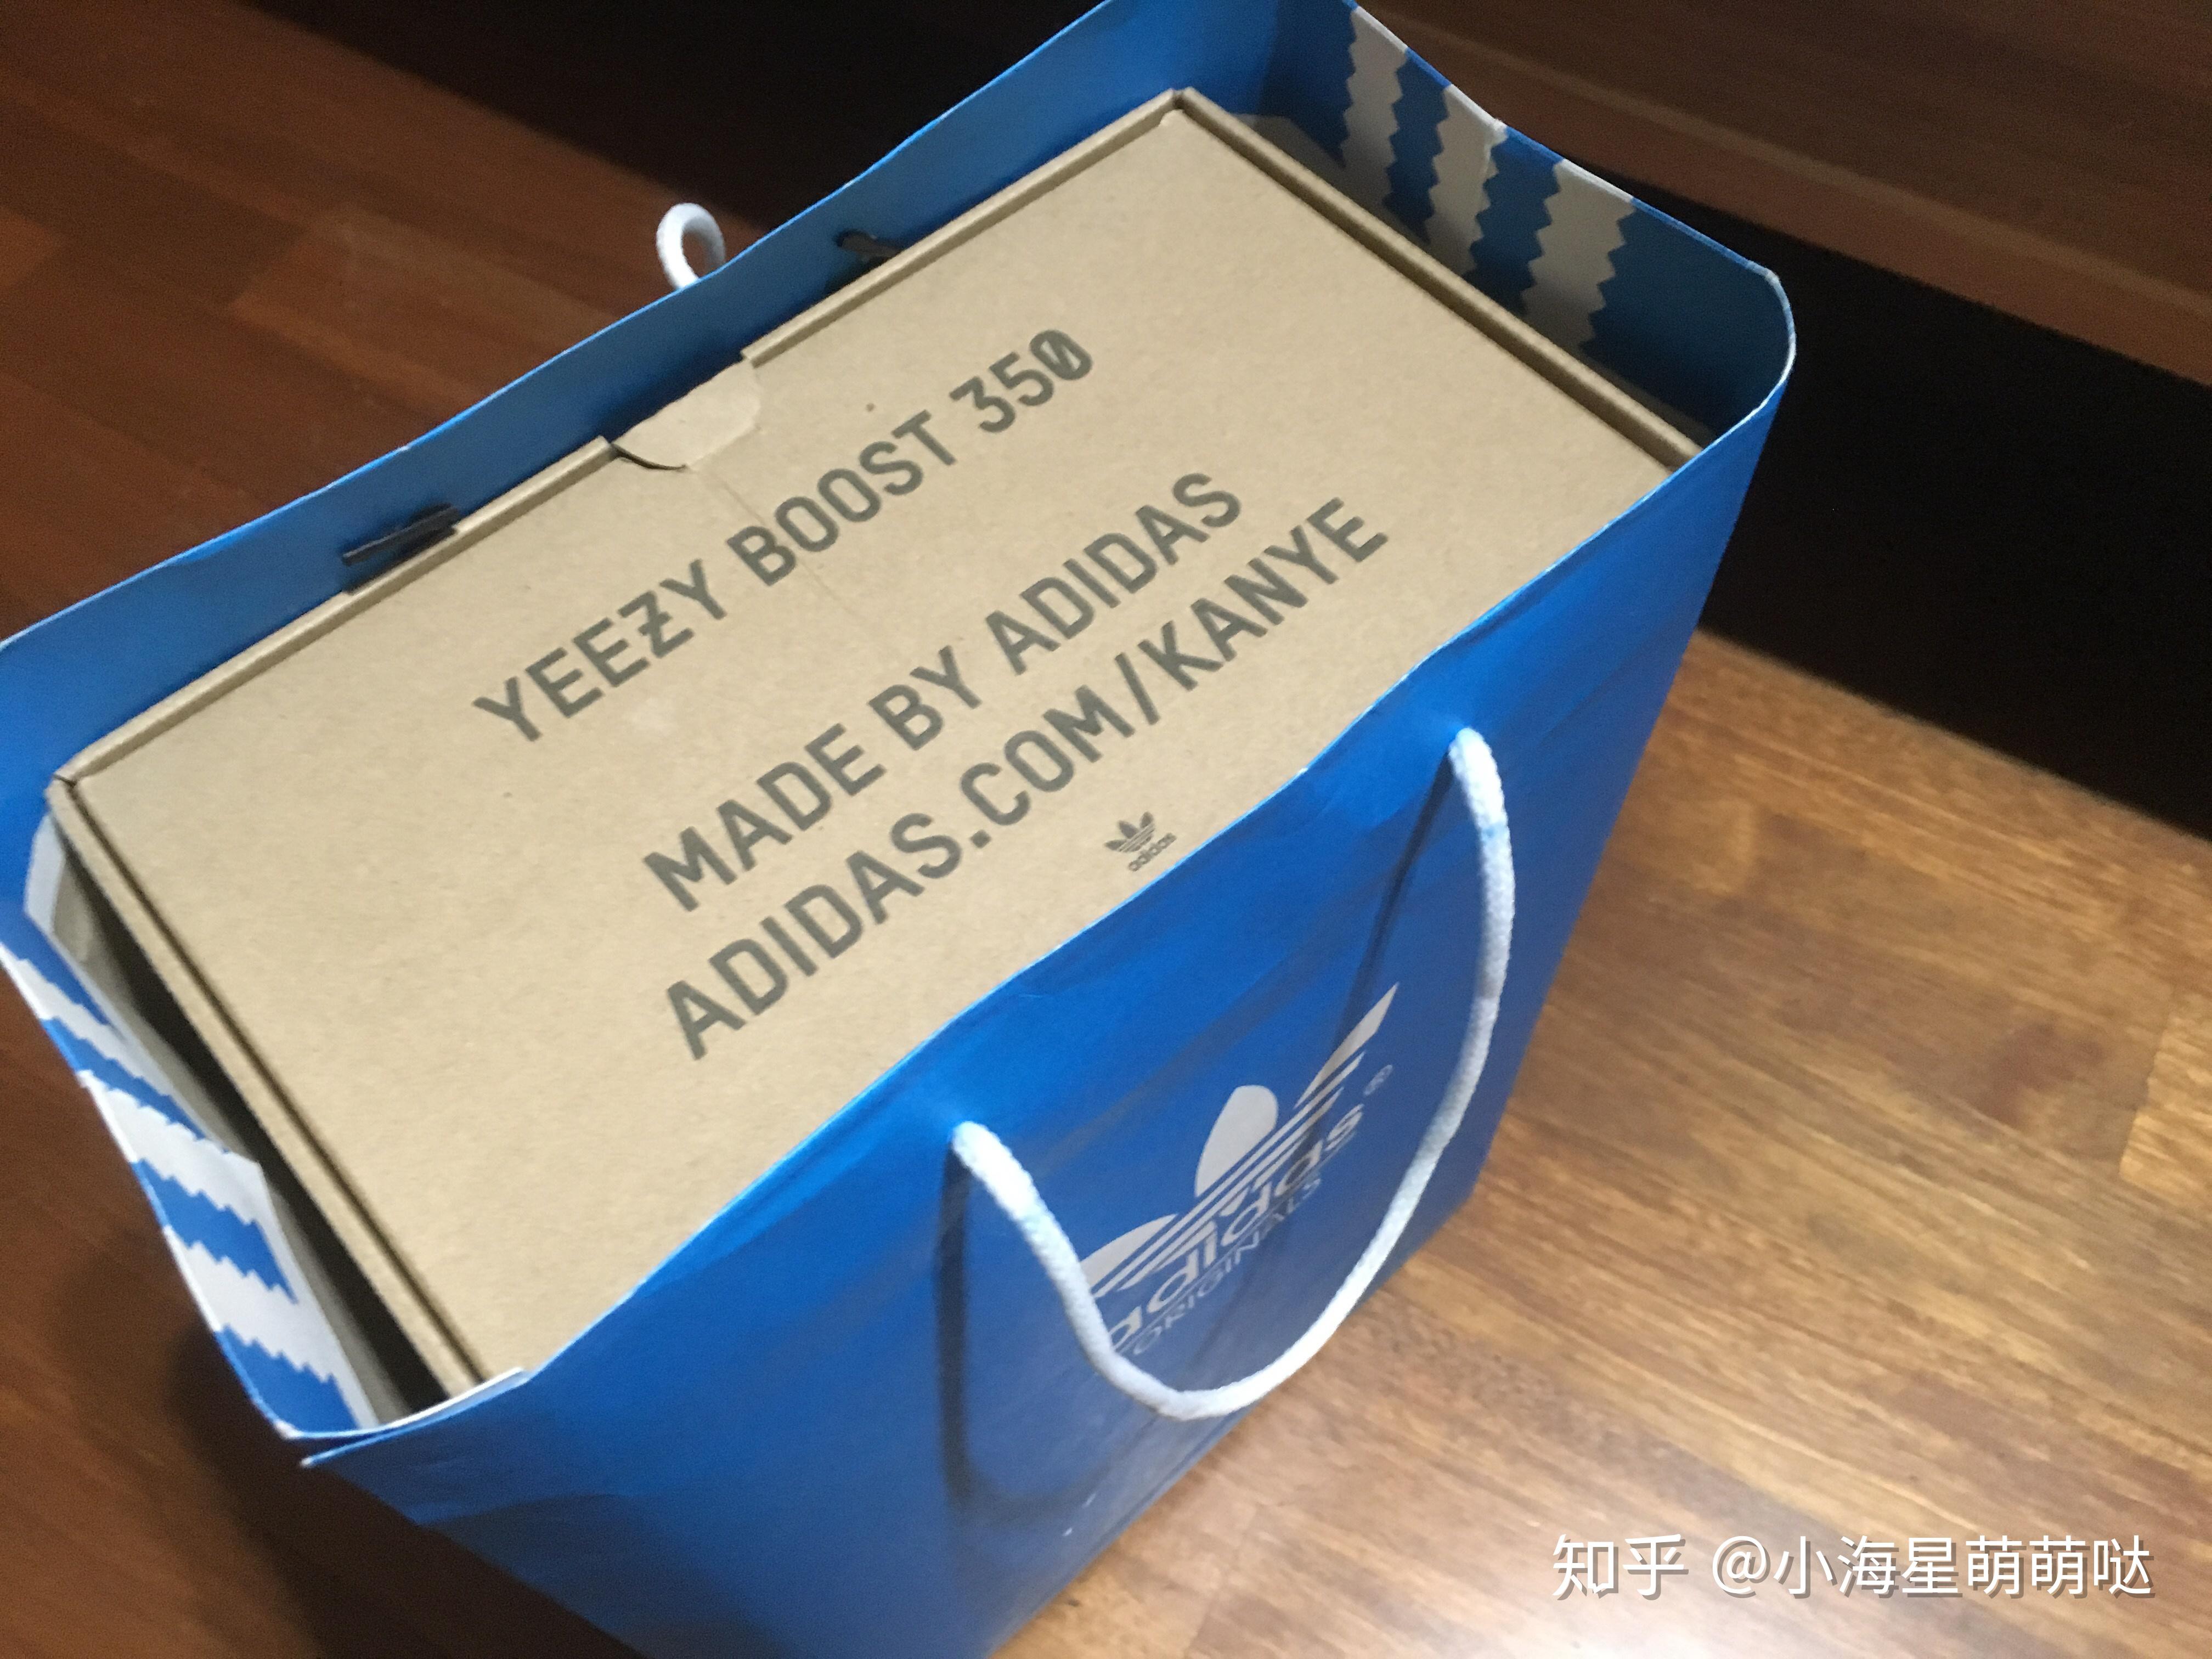 YEEƵY BOOST 350
MADE BY ADIDAS
ADIDAS.COM/KANYE
adidas
adidas®
ORIGINALS
知乎 @小海星萌萌哒